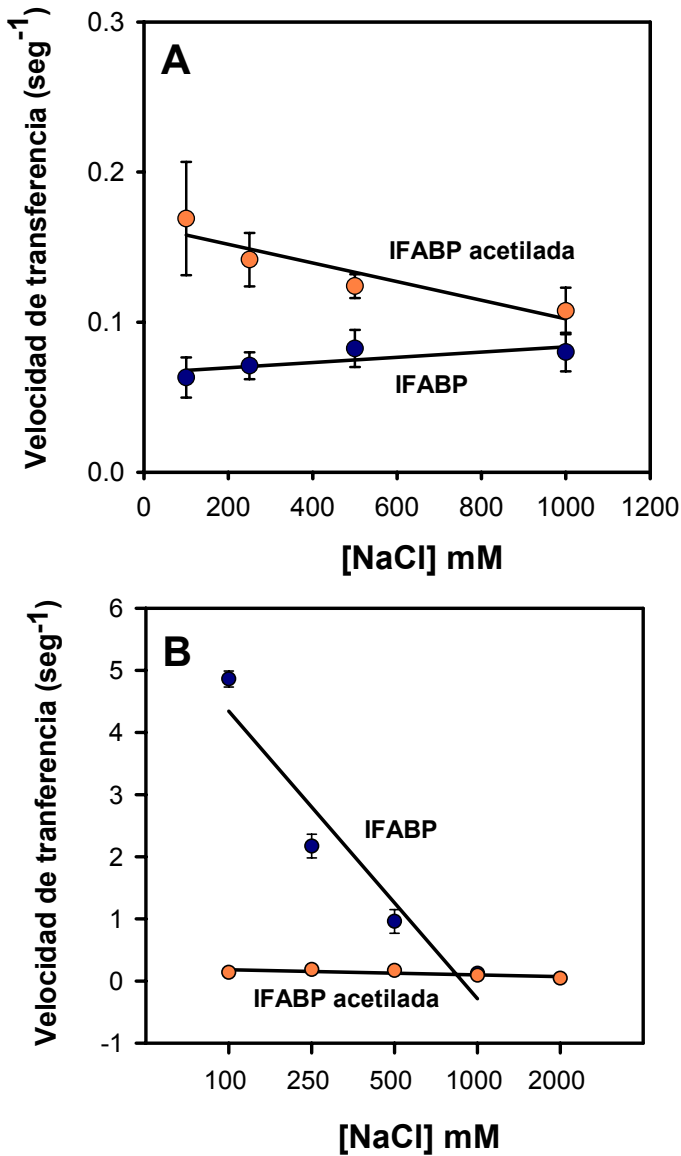 A
Velocidad de transferencia (seg-1)
0.3
0.2
0.1
0.0
IFABP acetilada
IFABP
0 200 400 600 800 1000 1200
[NaCl] mM
B
Velocidad de tranferencia (seg-1)
6
5
4
3
2
1
0
-1
IFABP
IFABP acetilada
100 250 500 1000 2000
[NaCl] mM